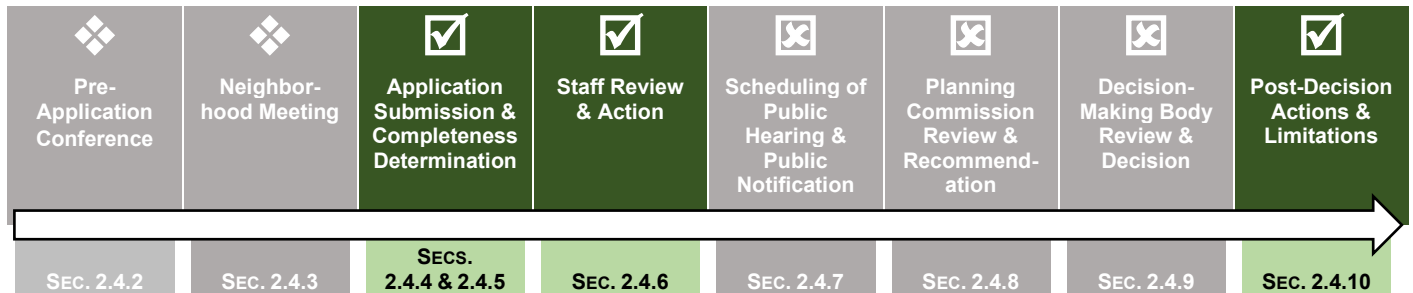 Pre-
Application
Conference
Neighbor-
hood Meeting
Application
Submission &
Completeness
Determination
Staff Review
& Action
Scheduling of
Public
Hearing &
Public
Notification
Planning
Commission
Review &
Recommend-
ation
Decision-
Making Body
Review &
Decision
Post-Decision
Actions &
Limitations
SEC. 2.4.2
SEC. 2.4.3
SECS.
2.4.4 & 2.4.5
SEC. 2.4.6
SEC. 2.4.7
SEC. 2.4.8
SEC. 2.4.9
SEC. 2.4.10